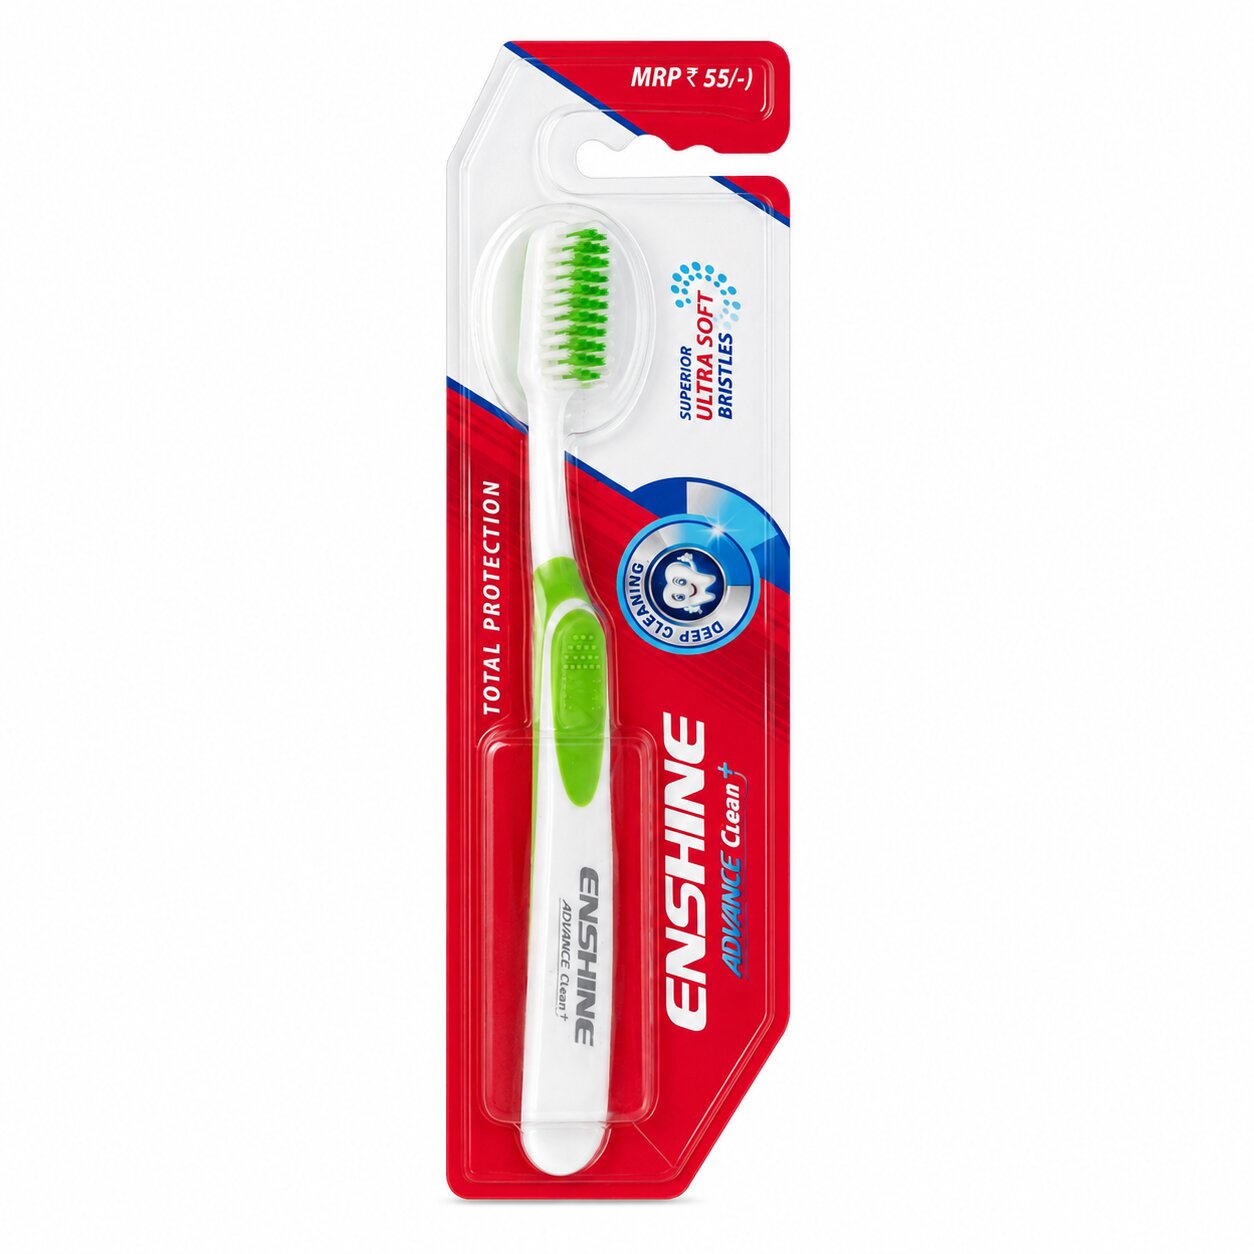 MRP ₹ 55/-)
SUPERIOR
ULTRA SOFT
BRISTLES
TOTAL PROTECTION
DEEP CLEANING
ENSHINE
ADVANCE Clean+
ENSHINE
ADVANCE Clean+